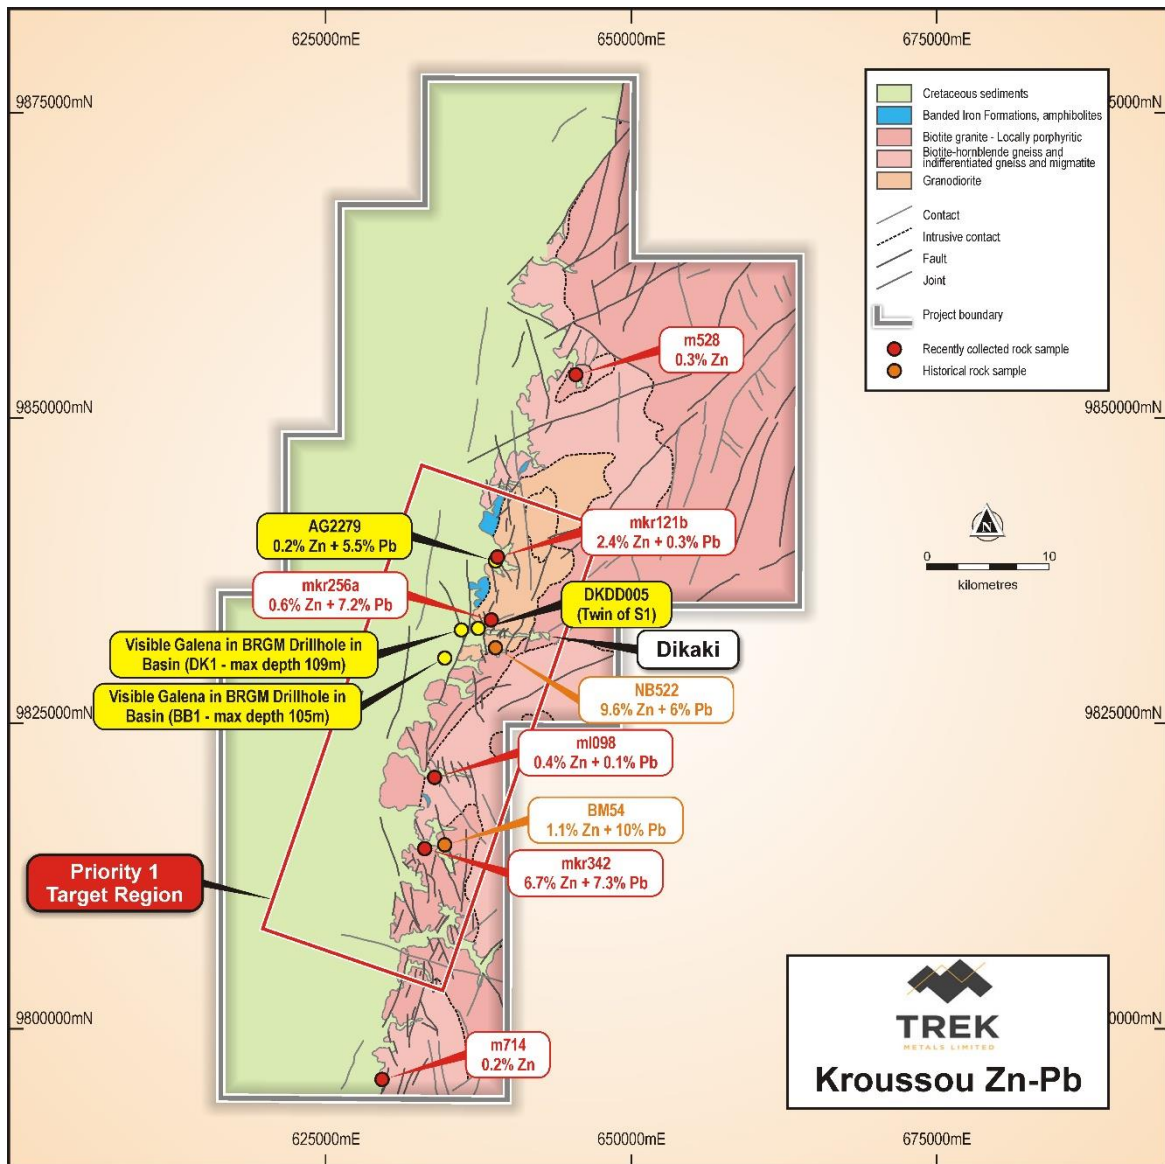 625000mE
650000mE
675000mE
9875000mN
5000mN
Cretaceous sediments
Banded Iron Formations, amphibolites
Biotite granite - Locally porphyritic
Biotite-hornblende gneiss and
indifferentiated gneiss and migmatite
Granodiorite
Contact
Intrusive contact
Fault
Joint
Project boundary
Recently collected rock sample
Historical rock sample
m528
0.3% Zn
9850000mN
9850000mN
AG2279
0.2% Zn + 5.5% Pb
mkr121b
2.4% Zn + 0.3% Pb
N
0
10
kilometres
mkr256a
0.6% Zn + 7.2% Pb
DKDD005
(Twin of S1)
Visible Galena in BRGM Drillhole in
Basin (DK1 - max depth 109m)
Dikaki
Visible Galena in BRGM Drillhole in
Basin (BB1 - max depth 105m)
NB522
9.6% Zn + 6% Pb
9825000mN
9825000mN
ml098
0.4% Zn + 0.1% Pb
BM54
1.1% Zn + 10% Pb
mkr342
6.7% Zn + 7.3% Pb
Priority 1
Target Region
9800000mN
0000mN
m714
0.2% Zn
TREK
METALS LIMITED
Kroussou Zn-Pb
625000mE
650000mE
675000mE